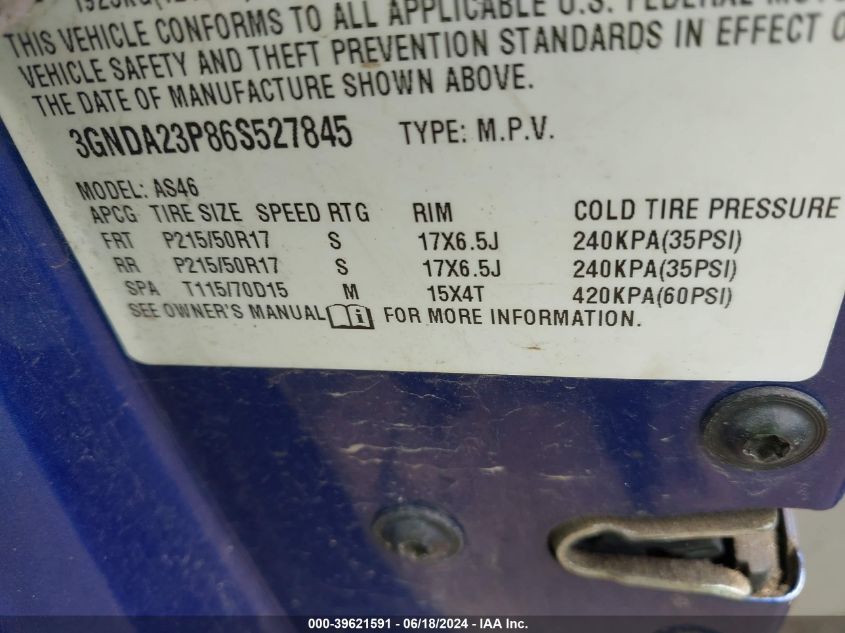 THIS VEHICLE CONFORMS TO ALL APPLICABLE U.S. FEDERAL
VEHICLE SAFETY AND THEFT PREVENTION STANDARDS IN EFFECT
THE DATE OF MANUFACTURE SHOWN ABOVE.
3GNDA23P86S527845 TYPE: M.P.V.
MODEL: AS46
APCG TIRE SIZE SPEED RTG RIM COLD TIRE PRESSURE
FRT P215/50R17 S 17X6.5J 240KPA(35PSI)
RR P215/50R17 S 17X6.5J 240KPA(35PSI)
SPA T115/70D15 M 15X4T 420KPA(60PSI)
SEE OWNER'S MANUAL FOR MORE INFORMATION.
000-39621591 - 06/18/2024 - IAA Inc.